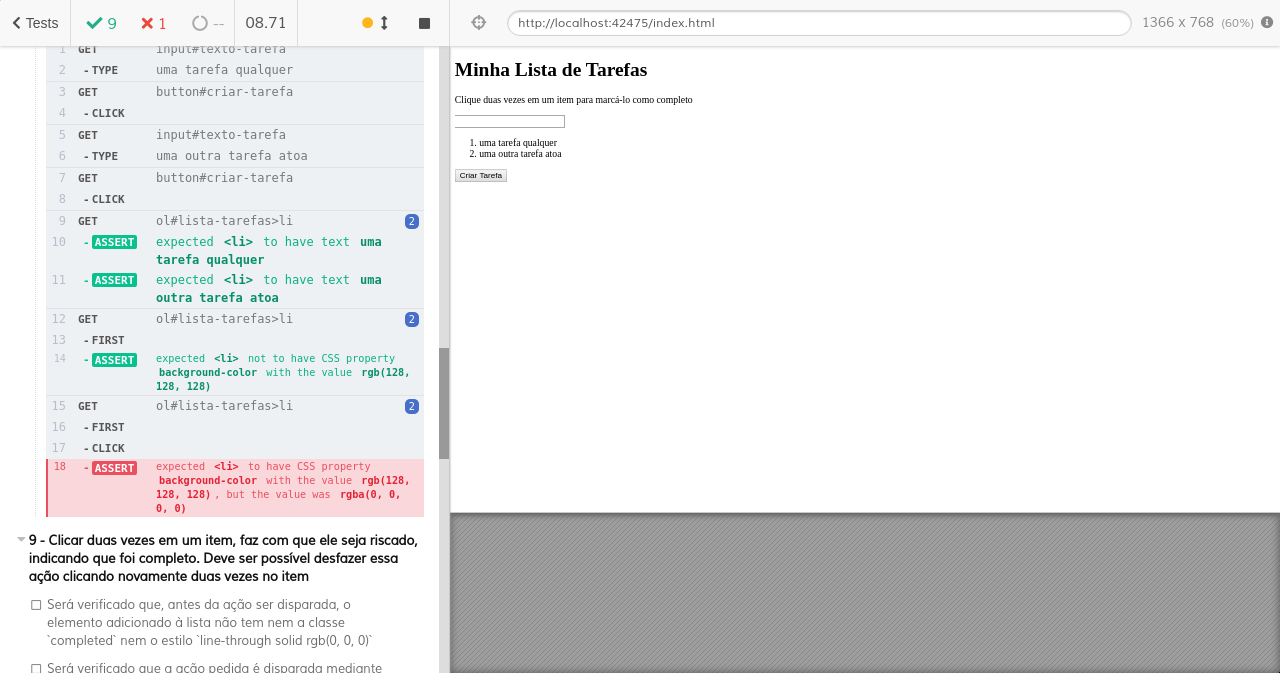 Tests 9 1 -- 08.71
http://localhost:42475/index.html 1366 x 768 (60%)
1 GET input#texto-tarefa
2 - TYPE uma tarefa qualquer
3 GET button#criar-tarefa
4 - CLICK
5 GET input#texto-tarefa
6 - TYPE uma outra tarefa atoa
7 GET button#criar-tarefa
8 - CLICK
9 GET ol#lista-tarefas>li 2
10 - ASSERT expected <li> to have text uma
tarefa qualquer
11 - ASSERT expected <li> to have text uma
outra tarefa atoa
12 GET ol#lista-tarefas>li 2
13 - FIRST
14 - ASSERT expected <li> not to have CSS property
background-color with the value rgb(128,
128, 128)
15 GET ol#lista-tarefas>li 2
16 - FIRST
17 - CLICK
18 - ASSERT expected <li> to have CSS property
background-color with the value rgb(128,
128, 128) , but the value was rgba(0, 0,
0, 0)
9 - Clicar duas vezes em um item, faz com que ele seja riscado,
indicando que foi completo. Deve ser possível desfazer essa
ação clicando novamente duas vezes no item
Será verificado que, antes da ação ser disparada, o
elemento adicionado à lista não tem nem a classe
`completed` nem o estilo `line-through solid rgb(0, 0, 0)`
Será verificado que a ação pedida é disparada mediante
Minha Lista de Tarefas
Clique duas vezes em um item para marcá-lo como completo
1. uma tarefa qualquer
2. uma outra tarefa atoa
Criar Tarefa